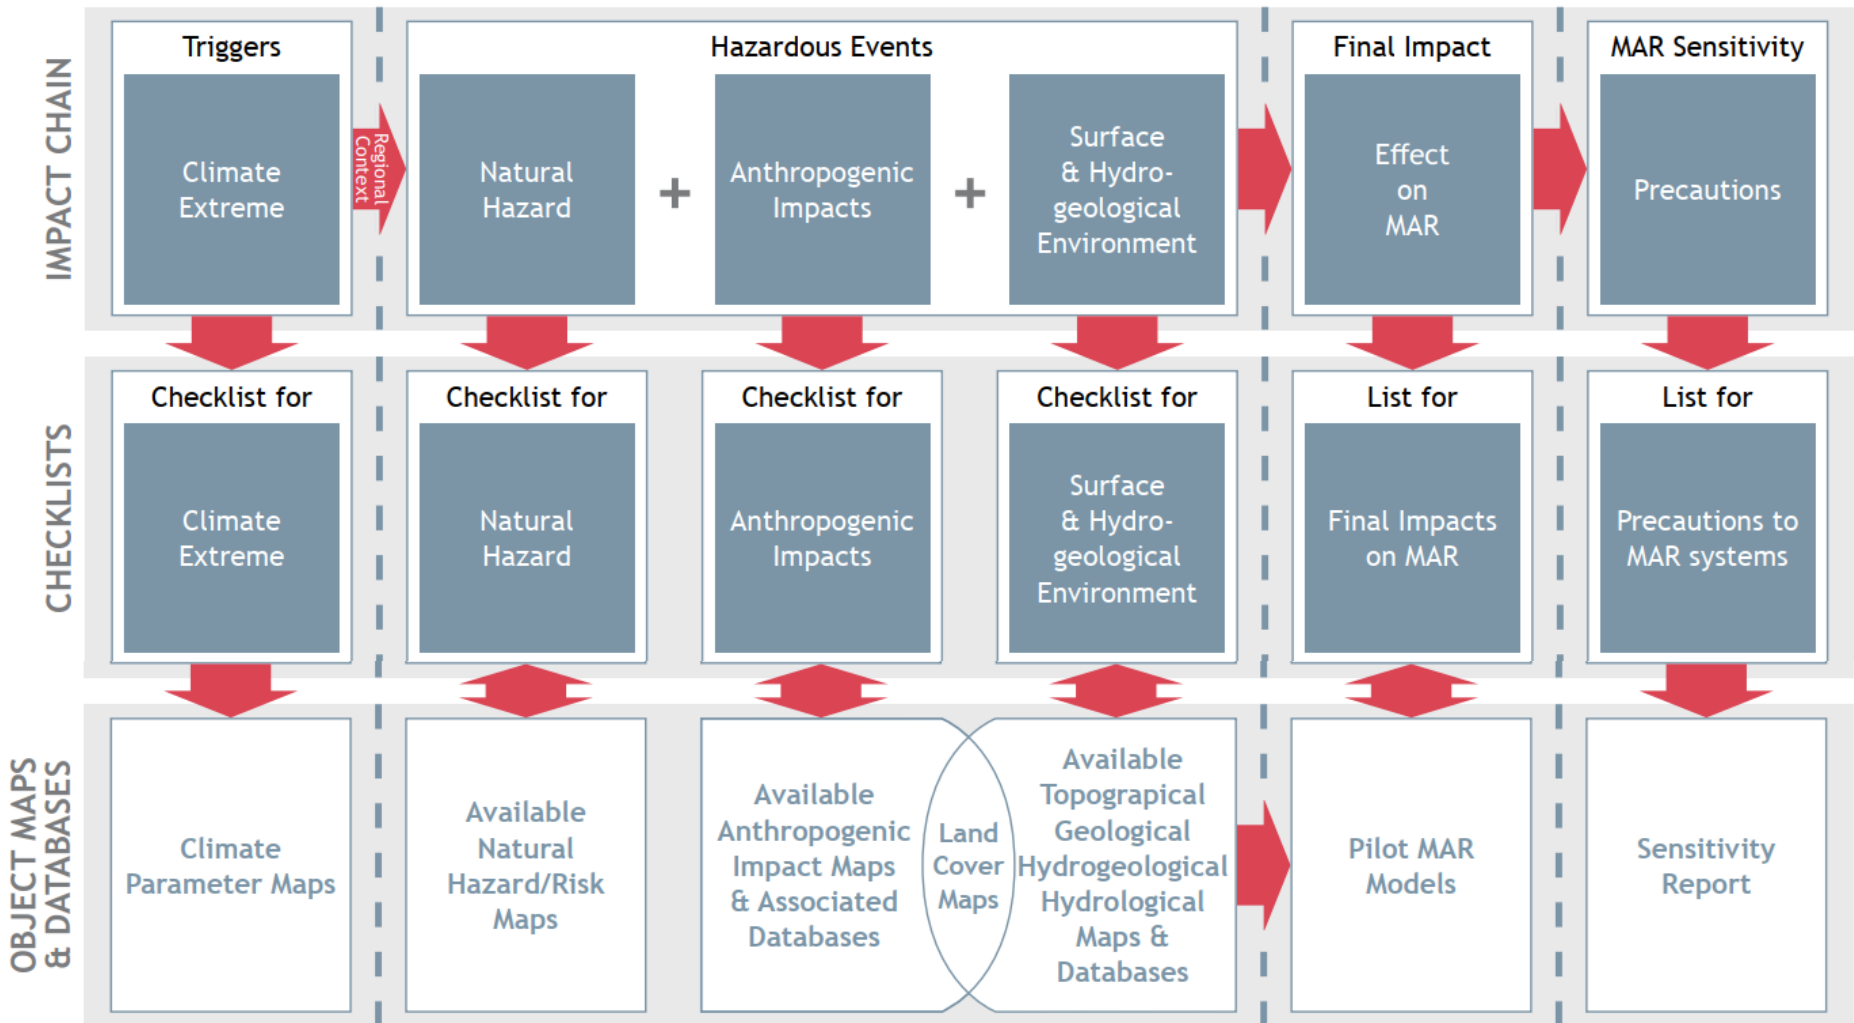 IMPACT CHAIN
Triggers
Climate
Extreme
Regional
Context
Hazardous Events
Natural
Hazard
+
Anthropogenic
Impacts
+
Surface
& Hydro-
geological
Environment
Final Impact
Effect
on
MAR
MAR Sensitivity
Precautions
CHECKLISTS
Checklist for
Climate
Extreme
Checklist for
Natural
Hazard
Checklist for
Anthropogenic
Impacts
Checklist for
Surface
& Hydro-
geological
Environment
List for
Final Impacts
on MAR
List for
Precautions to
MAR systems
OBJECT MAPS
& DATABASES
Climate
Parameter Maps
Available
Natural
Hazard/Risk
Maps
Available
Anthropogenic
Impact Maps
& Associated
Databases
Land
Cover
Maps
Available
Topograpical
Geological
Hydrogeological
Hydrological
Maps &
Databases
Pilot MAR
Models
Sensitivity
Report